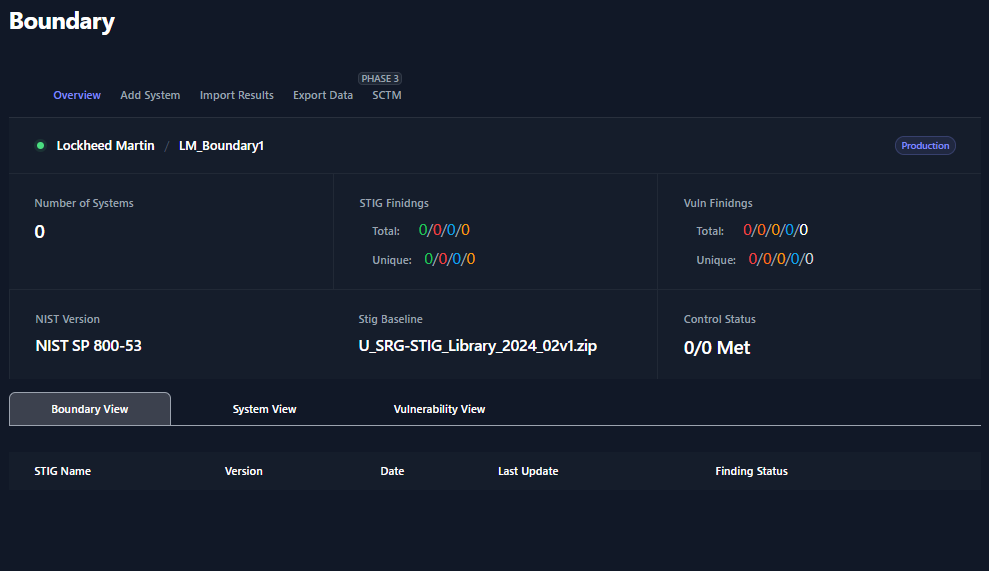 Boundary
PHASE 3
Overview Add System Import Results Export Data SCTM
Lockheed Martin / LM_Boundary1 Production
Number of Systems STIG Finidngs Vuln Finidngs
0 Total: 0/0/0/0 Total: 0/0/0/0/0
Unique: 0/0/0/0 Unique: 0/0/0/0/0
NIST Version Stig Baseline Control Status
NIST SP 800-53 U_SRG-STIG_Library_2024_02v1.zip 0/0 Met
Boundary View System View Vulnerability View
STIG Name Version Date Last Update Finding Status